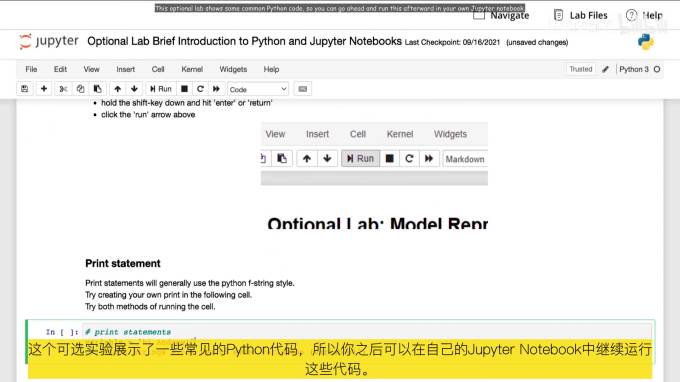 This optional lab shows some common Python code, so you can go ahead and run this afterward in your own Jupyter notebook
Navigate Lab Files Help
jupyter Optional Lab Brief Introduction to Python and Jupyter Notebooks Last Checkpoint: 09/16/2021 (unsaved changes)
File Edit View Insert Cell Kernel Widgets Help
Trusted Python 3
Run Code
hold the shift-key down and hit 'enter' or 'return'
click the 'run' arrow above
View Insert Cell Kernel Widgets
Run Markdown
Optional Lab: Model Repr
Print statement
Print statements will generally use the python f-string style.
Try creating your own print in the following cell.
Try both methods of running the cell.
In [ ]: # print statements
这个可选实验展示了一些常见的Python代码，所以你之后可以在自己的Jupyter Notebook中继续运行
这些代码。